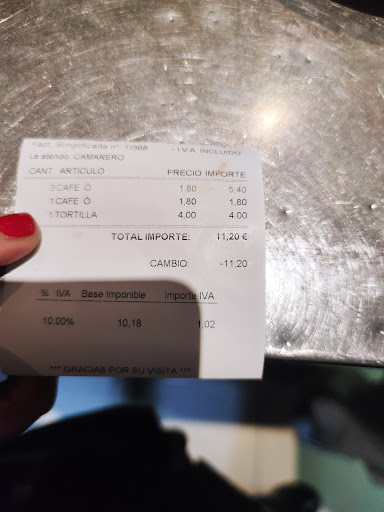 Fact. Simplificada nº. T/368 I.V.A INCLUIDO
Le atendio: CAMARERO
CANT. ARTICULO PRECIO IMPORTE
3 CAFE O 1.80 5.40
1 CAFE O 1,80 1,80
1 TORTILLA 4,00 4,00
TOTAL IMPORTE: 11,20 €
CAMBIO: -11,20
% IVA Base Imponible Importe IVA
10,00% 10,18 1.02
*** GRACIAS POR SU VISITA ***